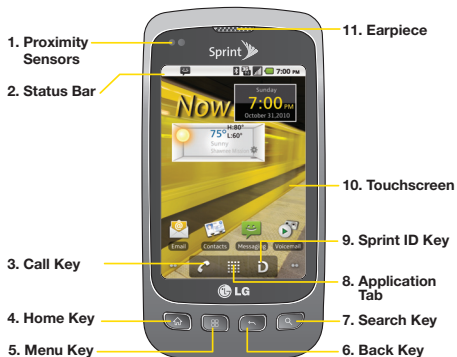 1. Proximity
Sensors
2. Status Bar
3. Call Key
4. Home Key
5. Menu Key
11. Earpiece
10. Touchscreen
9. Sprint ID Key
8. Application
Tab
7. Search Key
6. Back Key
Sprint
7:00 PM
Now
Sunday
7:00 PM
October 31,2010
75° H:80°
L:60°
Sunny
Email
Contacts
Messaging
Voicemail
LG